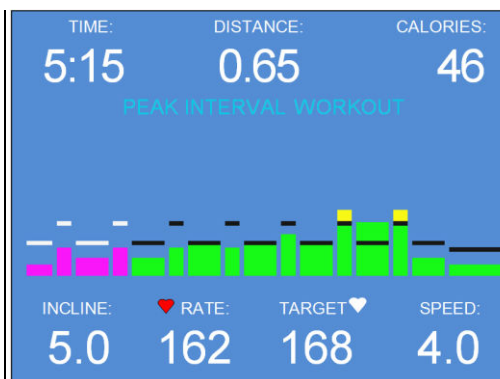 TIME: DISTANCE: CALORIES:
5:15 0.65 46
PEAK INTERVAL WORKOUT
INCLINE: RATE: TARGET SPEED:
5.0 162 168 4.0